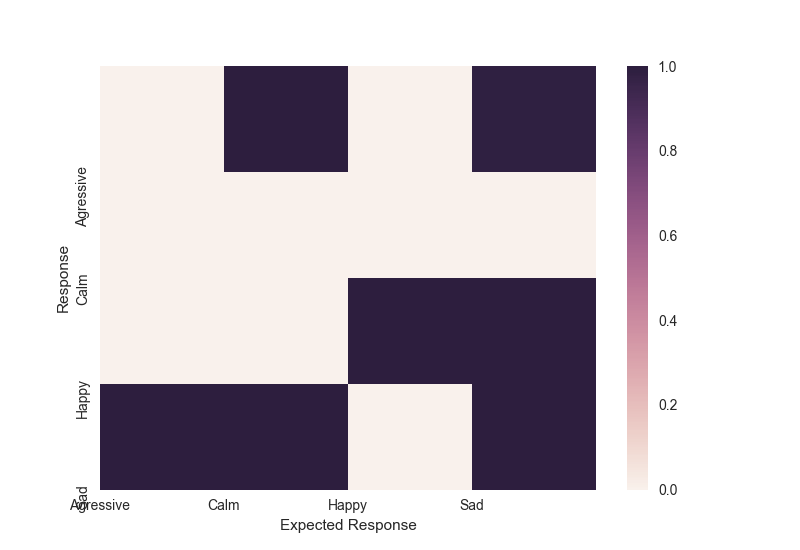 Agressive
Calm
Happy
Sad
Response
Agressive
Calm
Happy
Sad
Expected Response
1.0
0.8
0.6
0.4
0.2
0.0